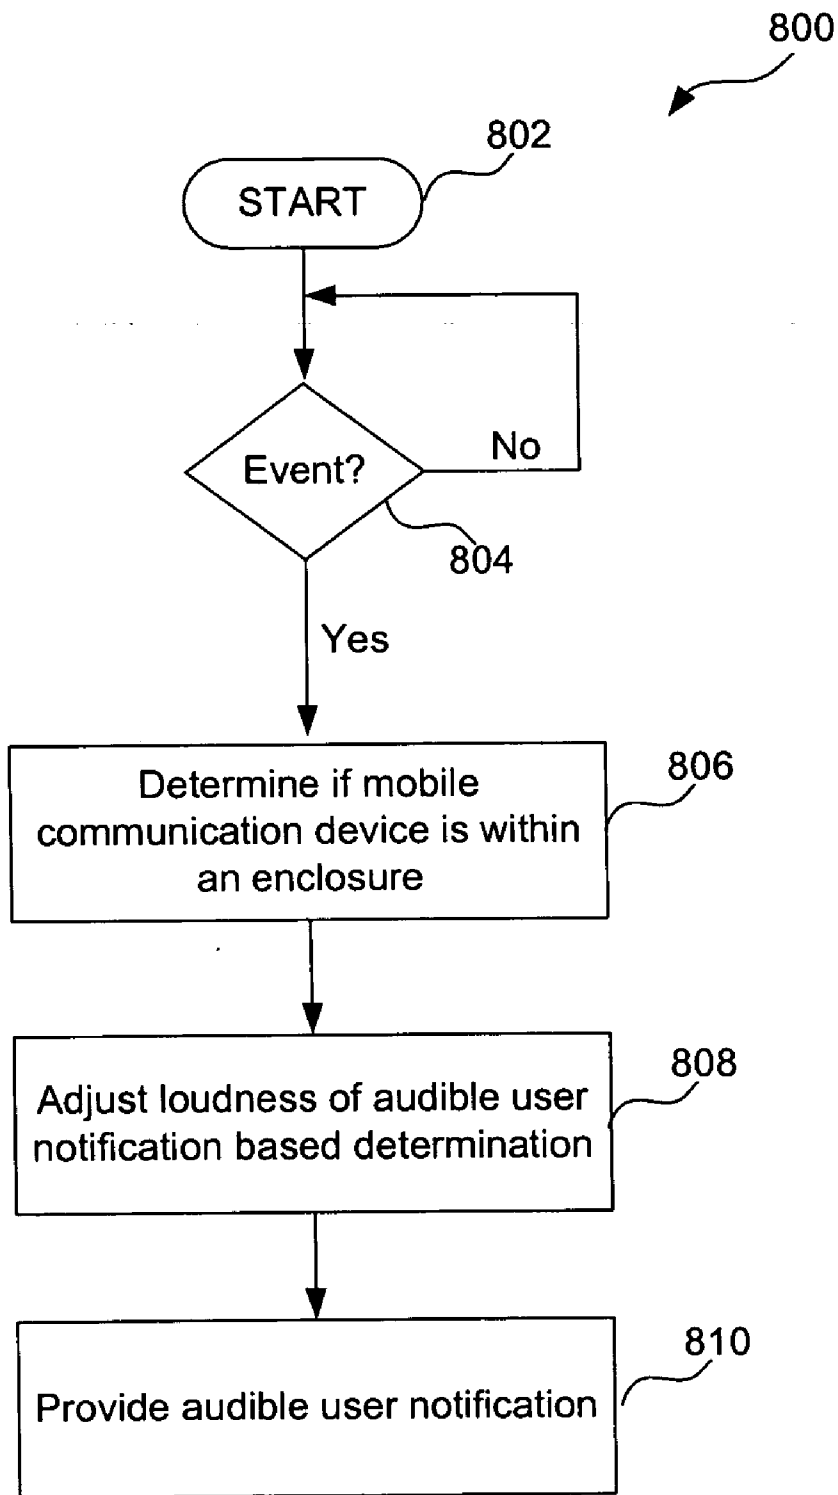 800
802
START
Event?
No
804
Yes
Determine if mobile
communication device is within
an enclosure
806
Adjust loudness of audible user
notification based determination
808
Provide audible user notification
810